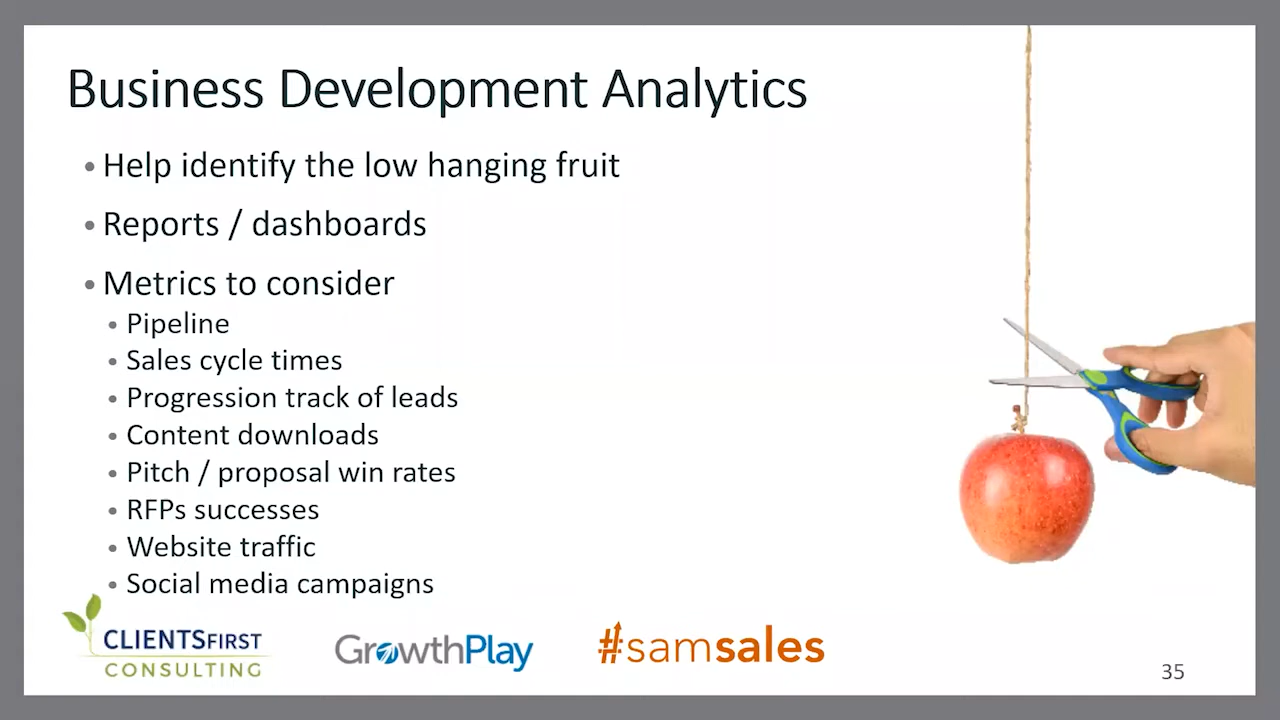 Business Development Analytics
• Help identify the low hanging fruit
• Reports / dashboards
• Metrics to consider
• Pipeline
• Sales cycle times
• Progression track of leads
• Content downloads
• Pitch / proposal win rates
• RFPs successes
• Website traffic
• Social media campaigns
CLIENTSFIRST
CONSULTING
GrowthPlay
#samsales
35